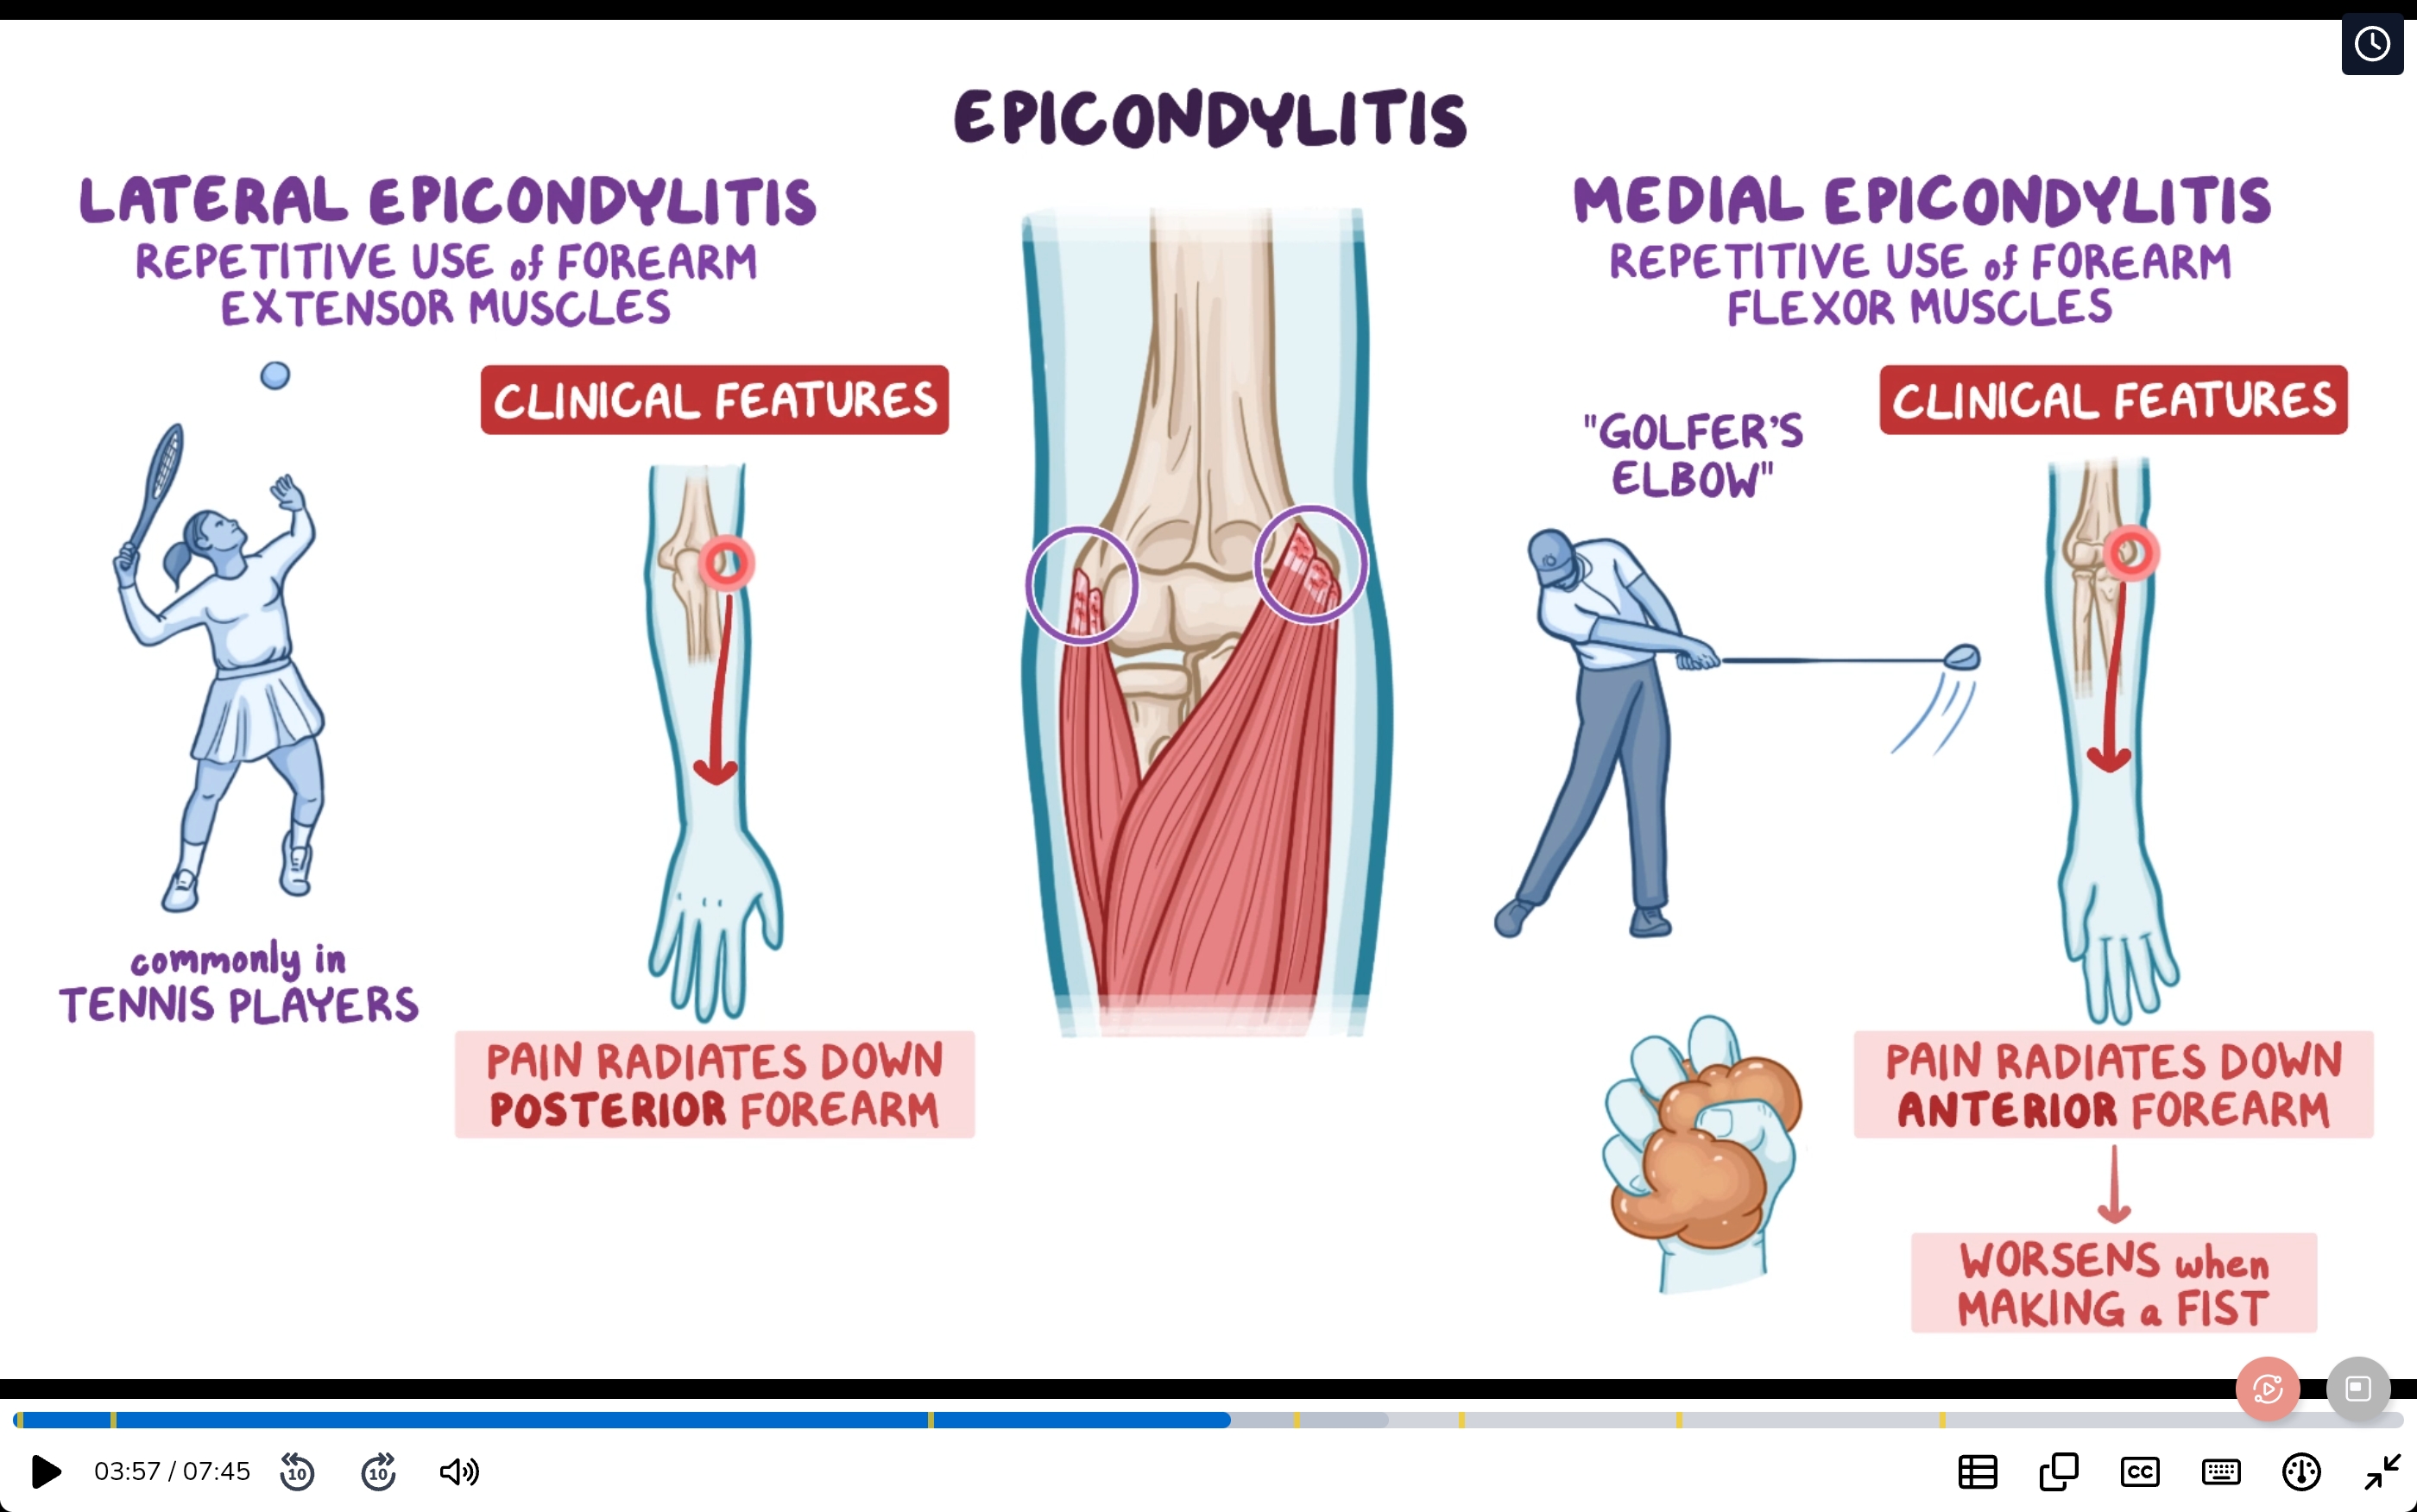 EPICONDYLITIS
LATERAL EPICONDYLITIS
REPETITIVE USE of FOREARM
EXTENSOR MUSCLES
CLINICAL FEATURES
commonly in
TENNIS PLAYERS
PAIN RADIATES DOWN
POSTERIOR FOREARM
MEDIAL EPICONDYLITIS
REPETITIVE USE of FOREARM
FLEXOR MUSCLES
"GOLFER'S
ELBOW"
CLINICAL FEATURES
PAIN RADIATES DOWN
ANTERIOR FOREARM
WORSENS when
MAKING a FIST
03:57 / 07:45
10
10
CC